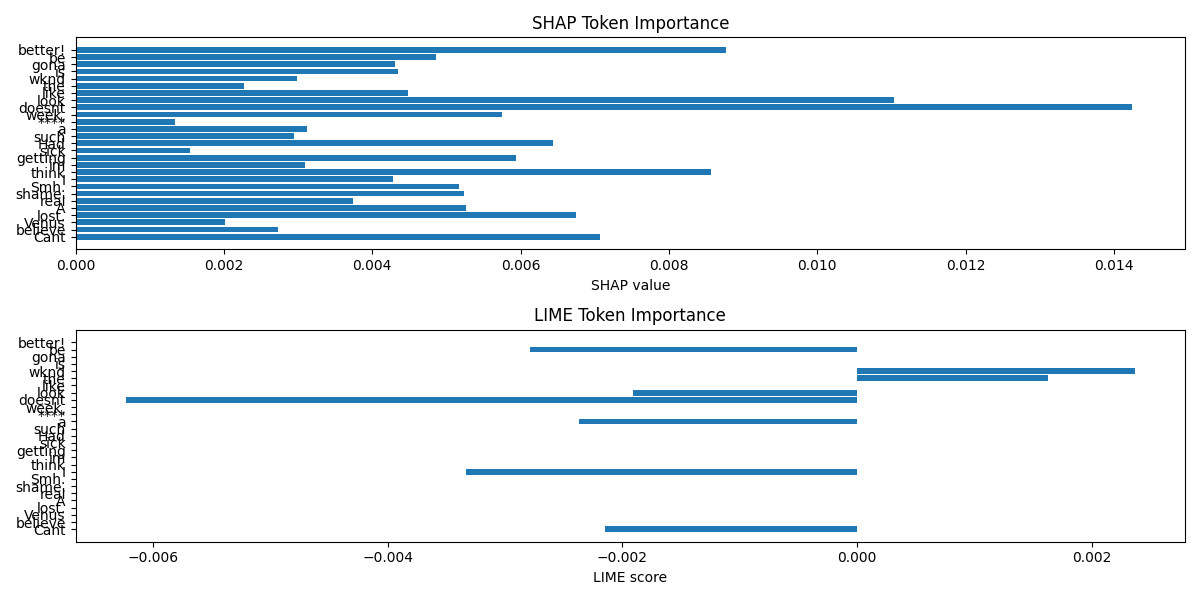 SHAP Token Importance
better!
be
gona
is
wknd
the
like
look
doesnt
week,
****
a
such
Had
sick
getting
im
think
I
Smh.
shame.
real
A
lost.
Venus
believe
Cant
0.000 0.002 0.004 0.006 0.008 0.010 0.012 0.014
SHAP value
LIME Token Importance
better!
be
gona
is
wknd
the
like
look
doesnt
week,
****
a
such
Had
sick
getting
im
think
I
Smh.
shame.
real
A
lost.
Venus
believe
Cant
−0.006 −0.004 −0.002 0.000 0.002
LIME score